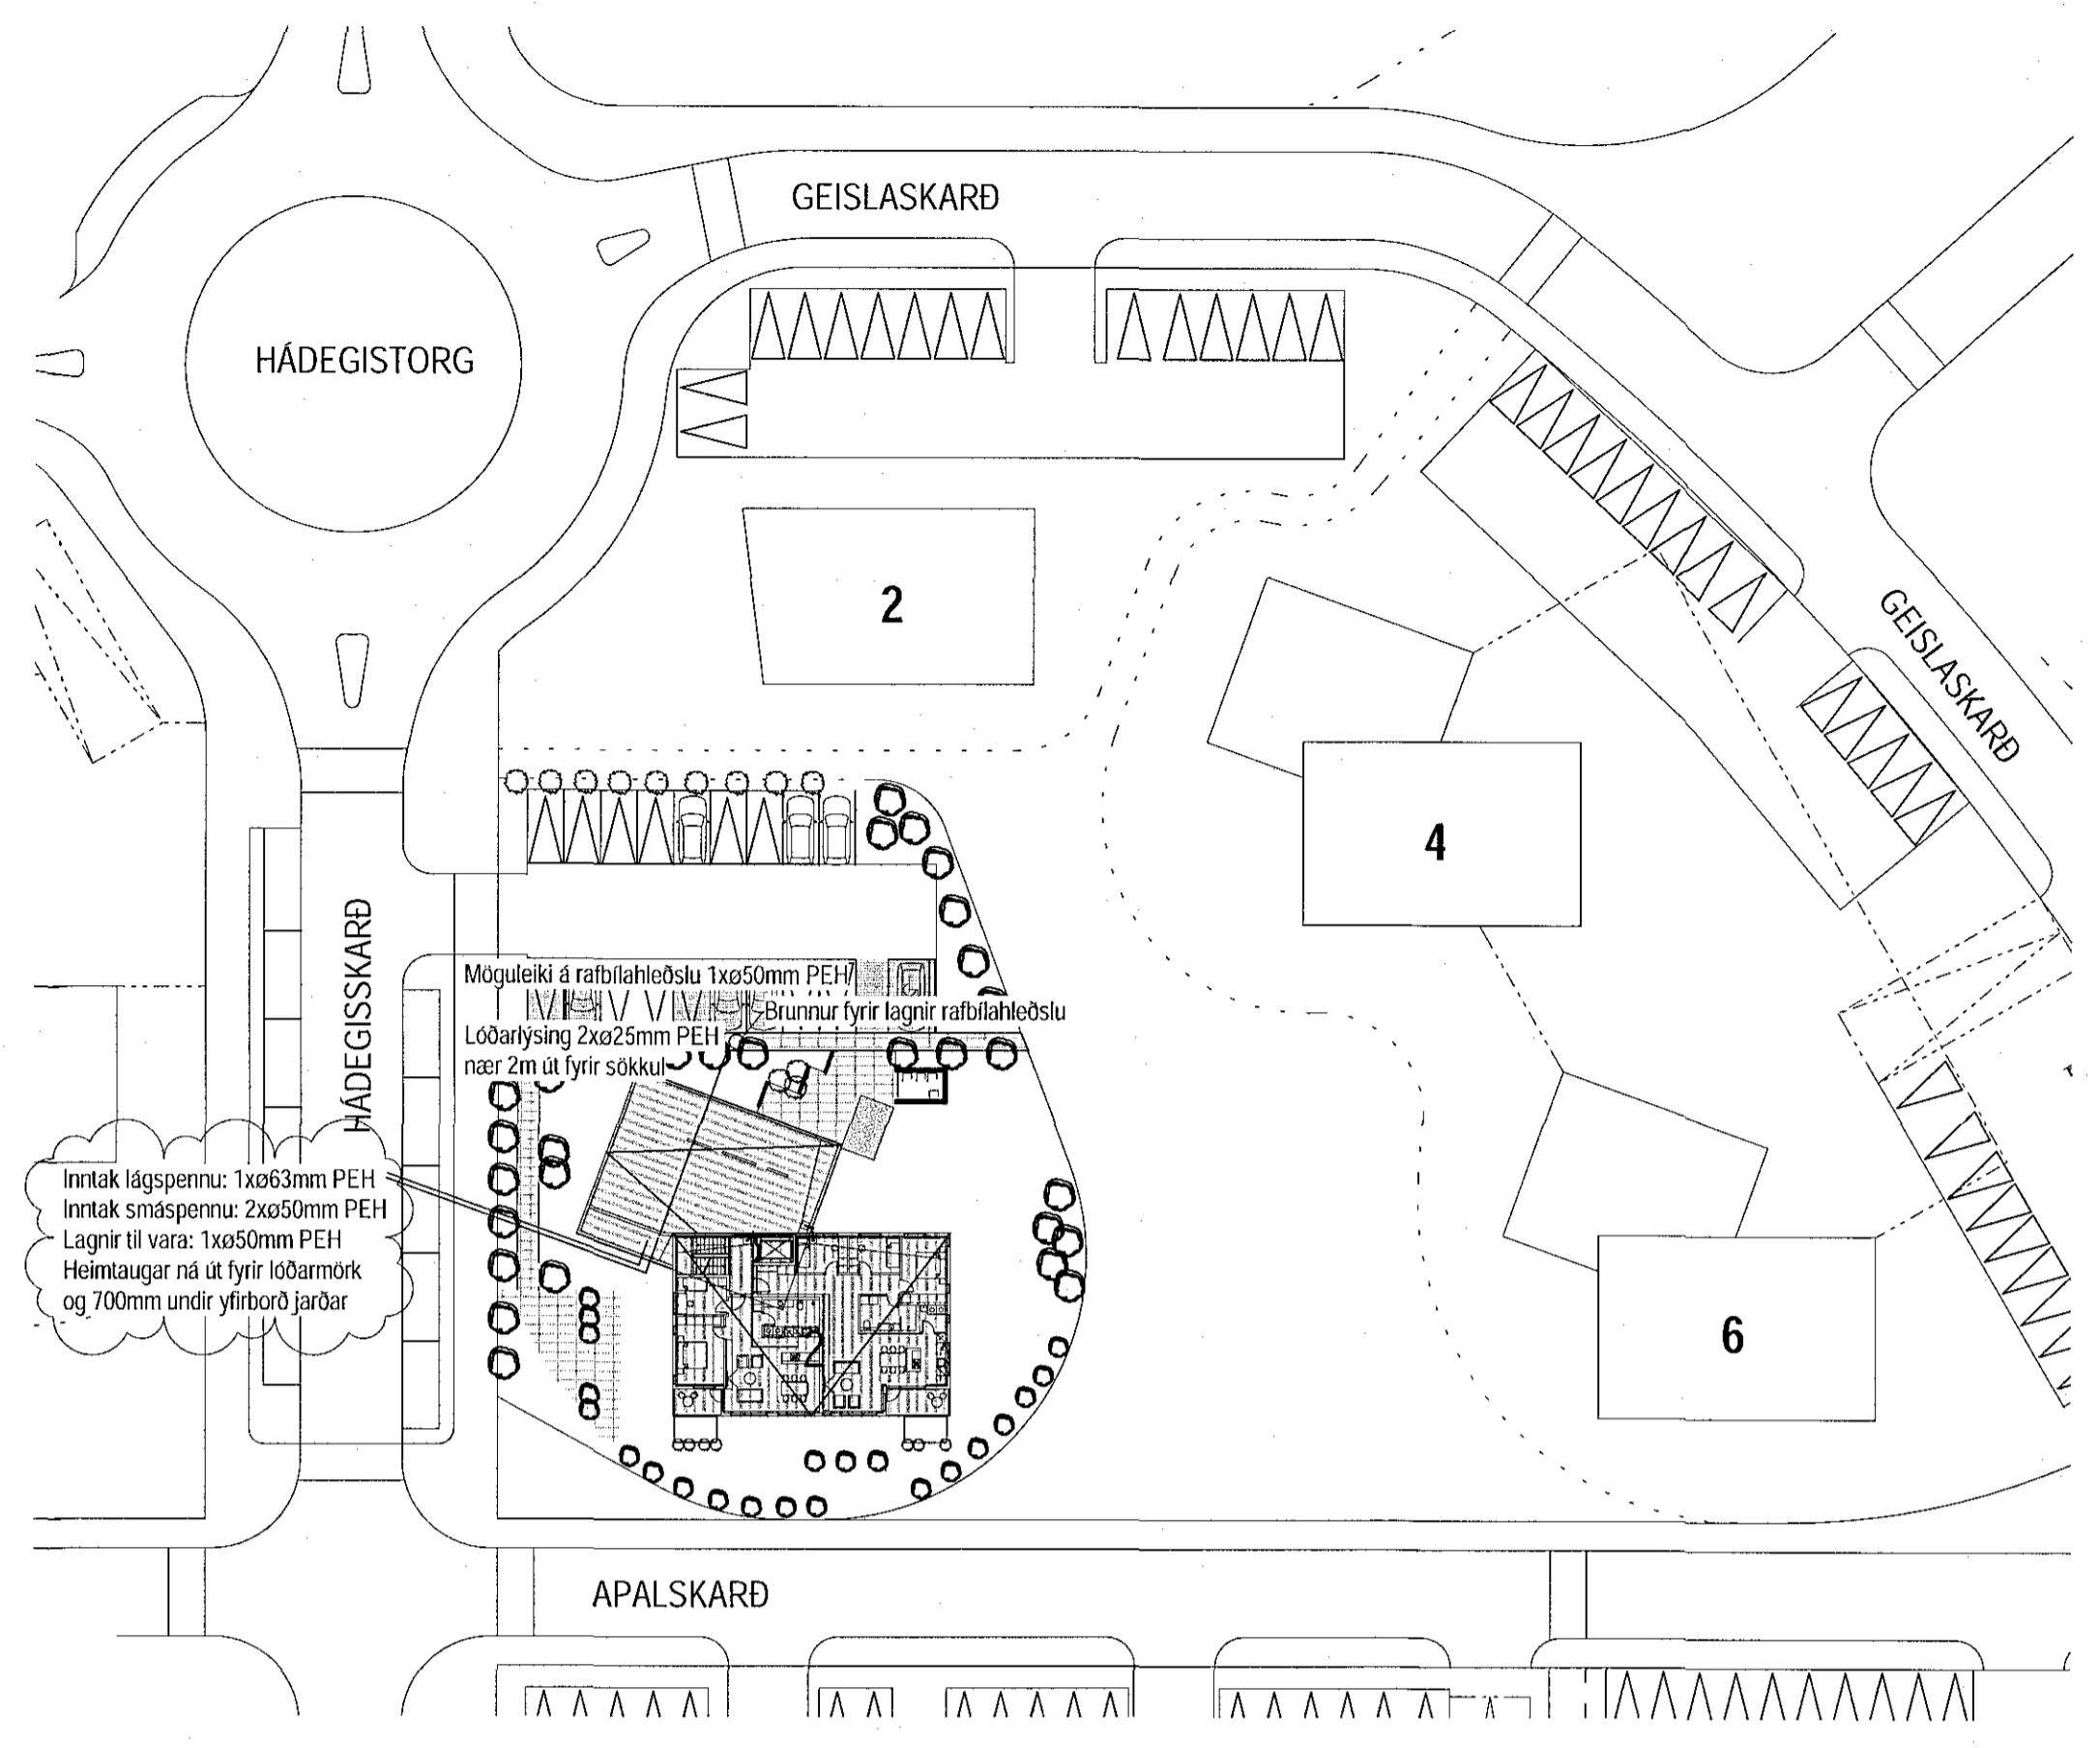 GEISLASKARÐ
HÁDEGISTORG
2
GEISLASKARÐ
4
HÁDEGISSKARÐ
Möguleiki á rafbílahleðslu 1xø50mm PEH
Brunnur fyrir lagnir rafbílahleðslu
Lóðarlýsing 2xø25mm PEH
nær 2m út fyrir sökkul
Inntak lágspennu: 1xø63mm PEH
Inntak smáspennu: 2xø50mm PEH
Lagnir til vara: 1xø50mm PEH
Heimtaugar ná út fyrir lóðarmörk
og 700mm undir yfirborð jarðar
2
6
APALSKARÐ